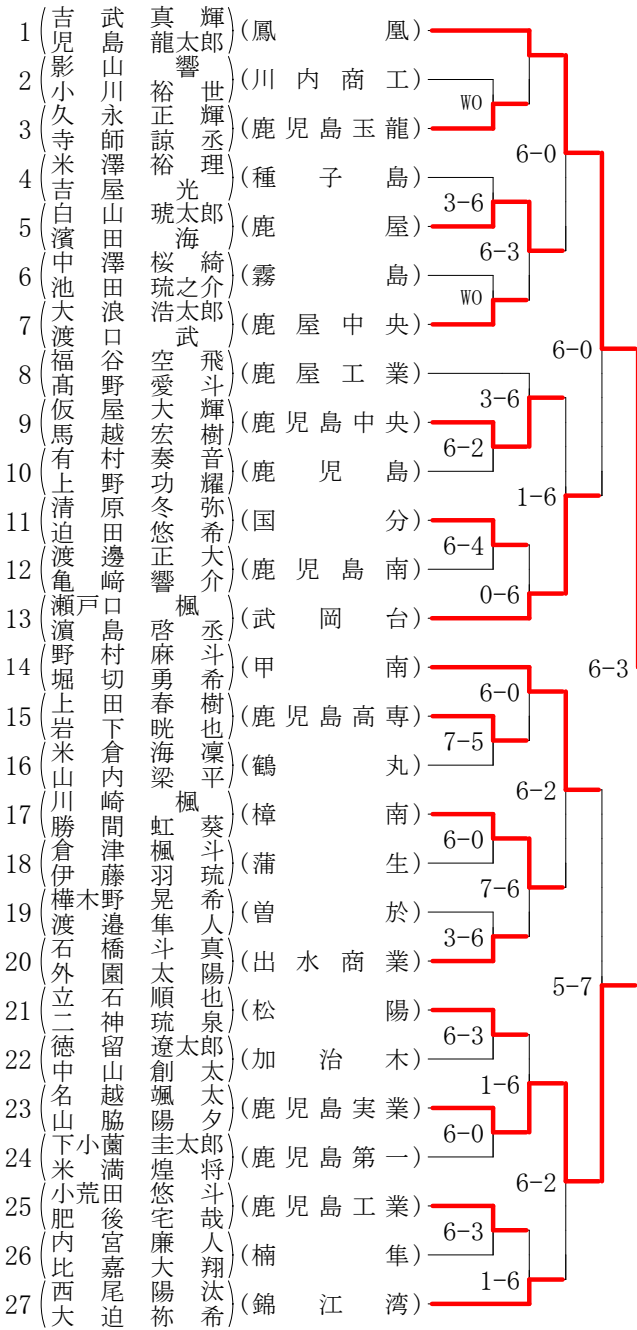 1 吉武真輝 児島龍太郎 (鳳凰)
2 影山響 小川裕世 (川内商工)
WO
3 久永正輝 寺師諒丞 (鹿児島玉龍)
6-0
4 米澤裕理 吉屋光 (種子島)
3-6
5 白山琥太郎 濱田海 (鹿屋)
6-3
6 中澤桜綺 池田琉之介 (霧島)
WO
7 大浪浩太郎 渡口武 (鹿屋中央)
6-0
8 福谷空飛 髙野愛斗 (鹿屋工業)
3-6
9 仮屋大輝 馬越宏樹 (鹿児島中央)
6-2
10 有村奏音 上野功耀 (鹿児島)
1-6
11 清原冬弥 迫田悠希 (国分)
6-4
12 渡邊正大 亀﨑響介 (鹿児島南)
0-6
13 瀬戸口楓 濵島啓丞 (武岡台)
6-3
14 野村麻斗 堀切勇希 (甲南)
6-0
15 上田春樹 岩下晄也 (鹿児島高専)
7-5
16 米倉海凜 山内梁平 (鶴丸)
6-2
17 川崎楓 勝間虹葵 (樟南)
6-0
18 倉津楓斗 伊藤羽琉 (蒲生)
7-6
19 樺木野晃希 渡邉隼人 (曽於)
3-6
20 石橋斗真 外園太陽 (出水商業)
5-7
21 立石順也 二神琉泉 (松陽)
6-3
22 徳留遼太郎 中山創太 (加治木)
1-6
23 名越颯太 山脇陽夕 (鹿児島実業)
6-0
24 下小薗圭太郎 米満煌将 (鹿児島第一)
6-2
25 小荒田悠斗 肥後宅哉 (鹿児島工業)
6-3
26 内宮廉人 比嘉大翔 (楠隼)
1-6
27 西尾陽汰 大迫祢希 (錦江湾)